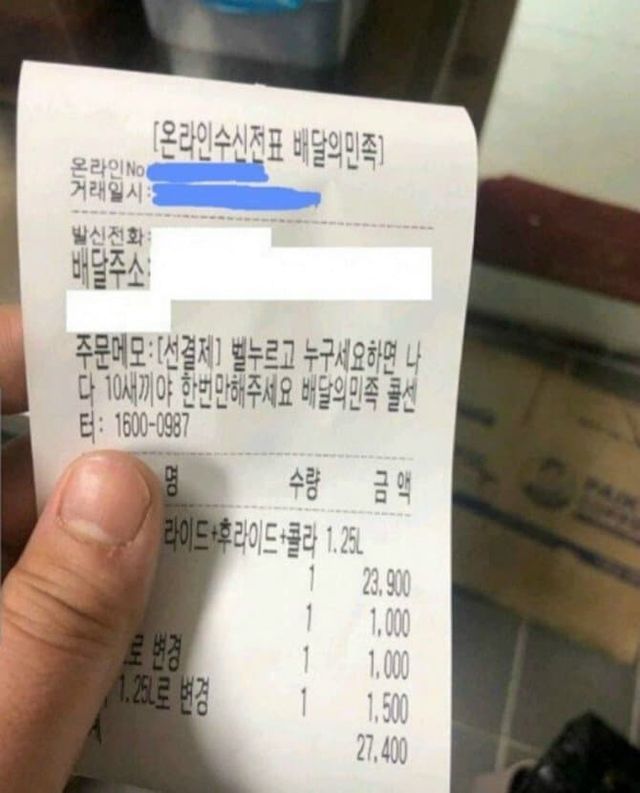 [온라인수신전표 배달의민족]
온라인No
거래일시:
발신전화:
배달주소:
주문메모:[선결제] 벨누르고 누구세요하면 나
다 10새끼야 한번만해주세요 배달의민족 콜센
터: 1600-0987
명 수량 금액
라이드+후라이드+콜라 1.25L
1 23,900
1 1,000
로 변경 1 1,000
1.25L로 변경 1 1,500
27,400